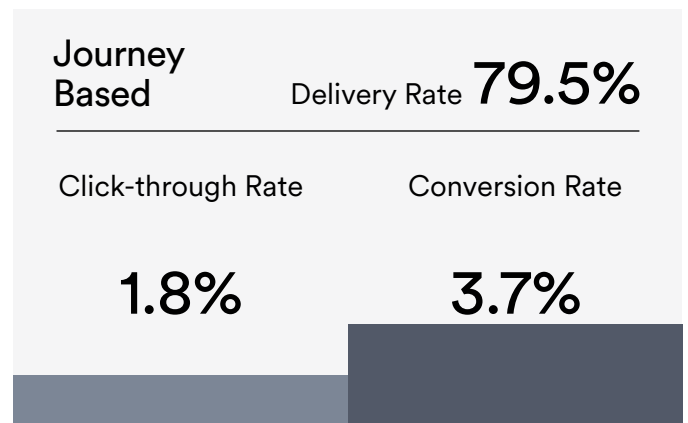 Journey
Based
Delivery Rate 79.5%
Click-through Rate
Conversion Rate
1.8%
3.7%